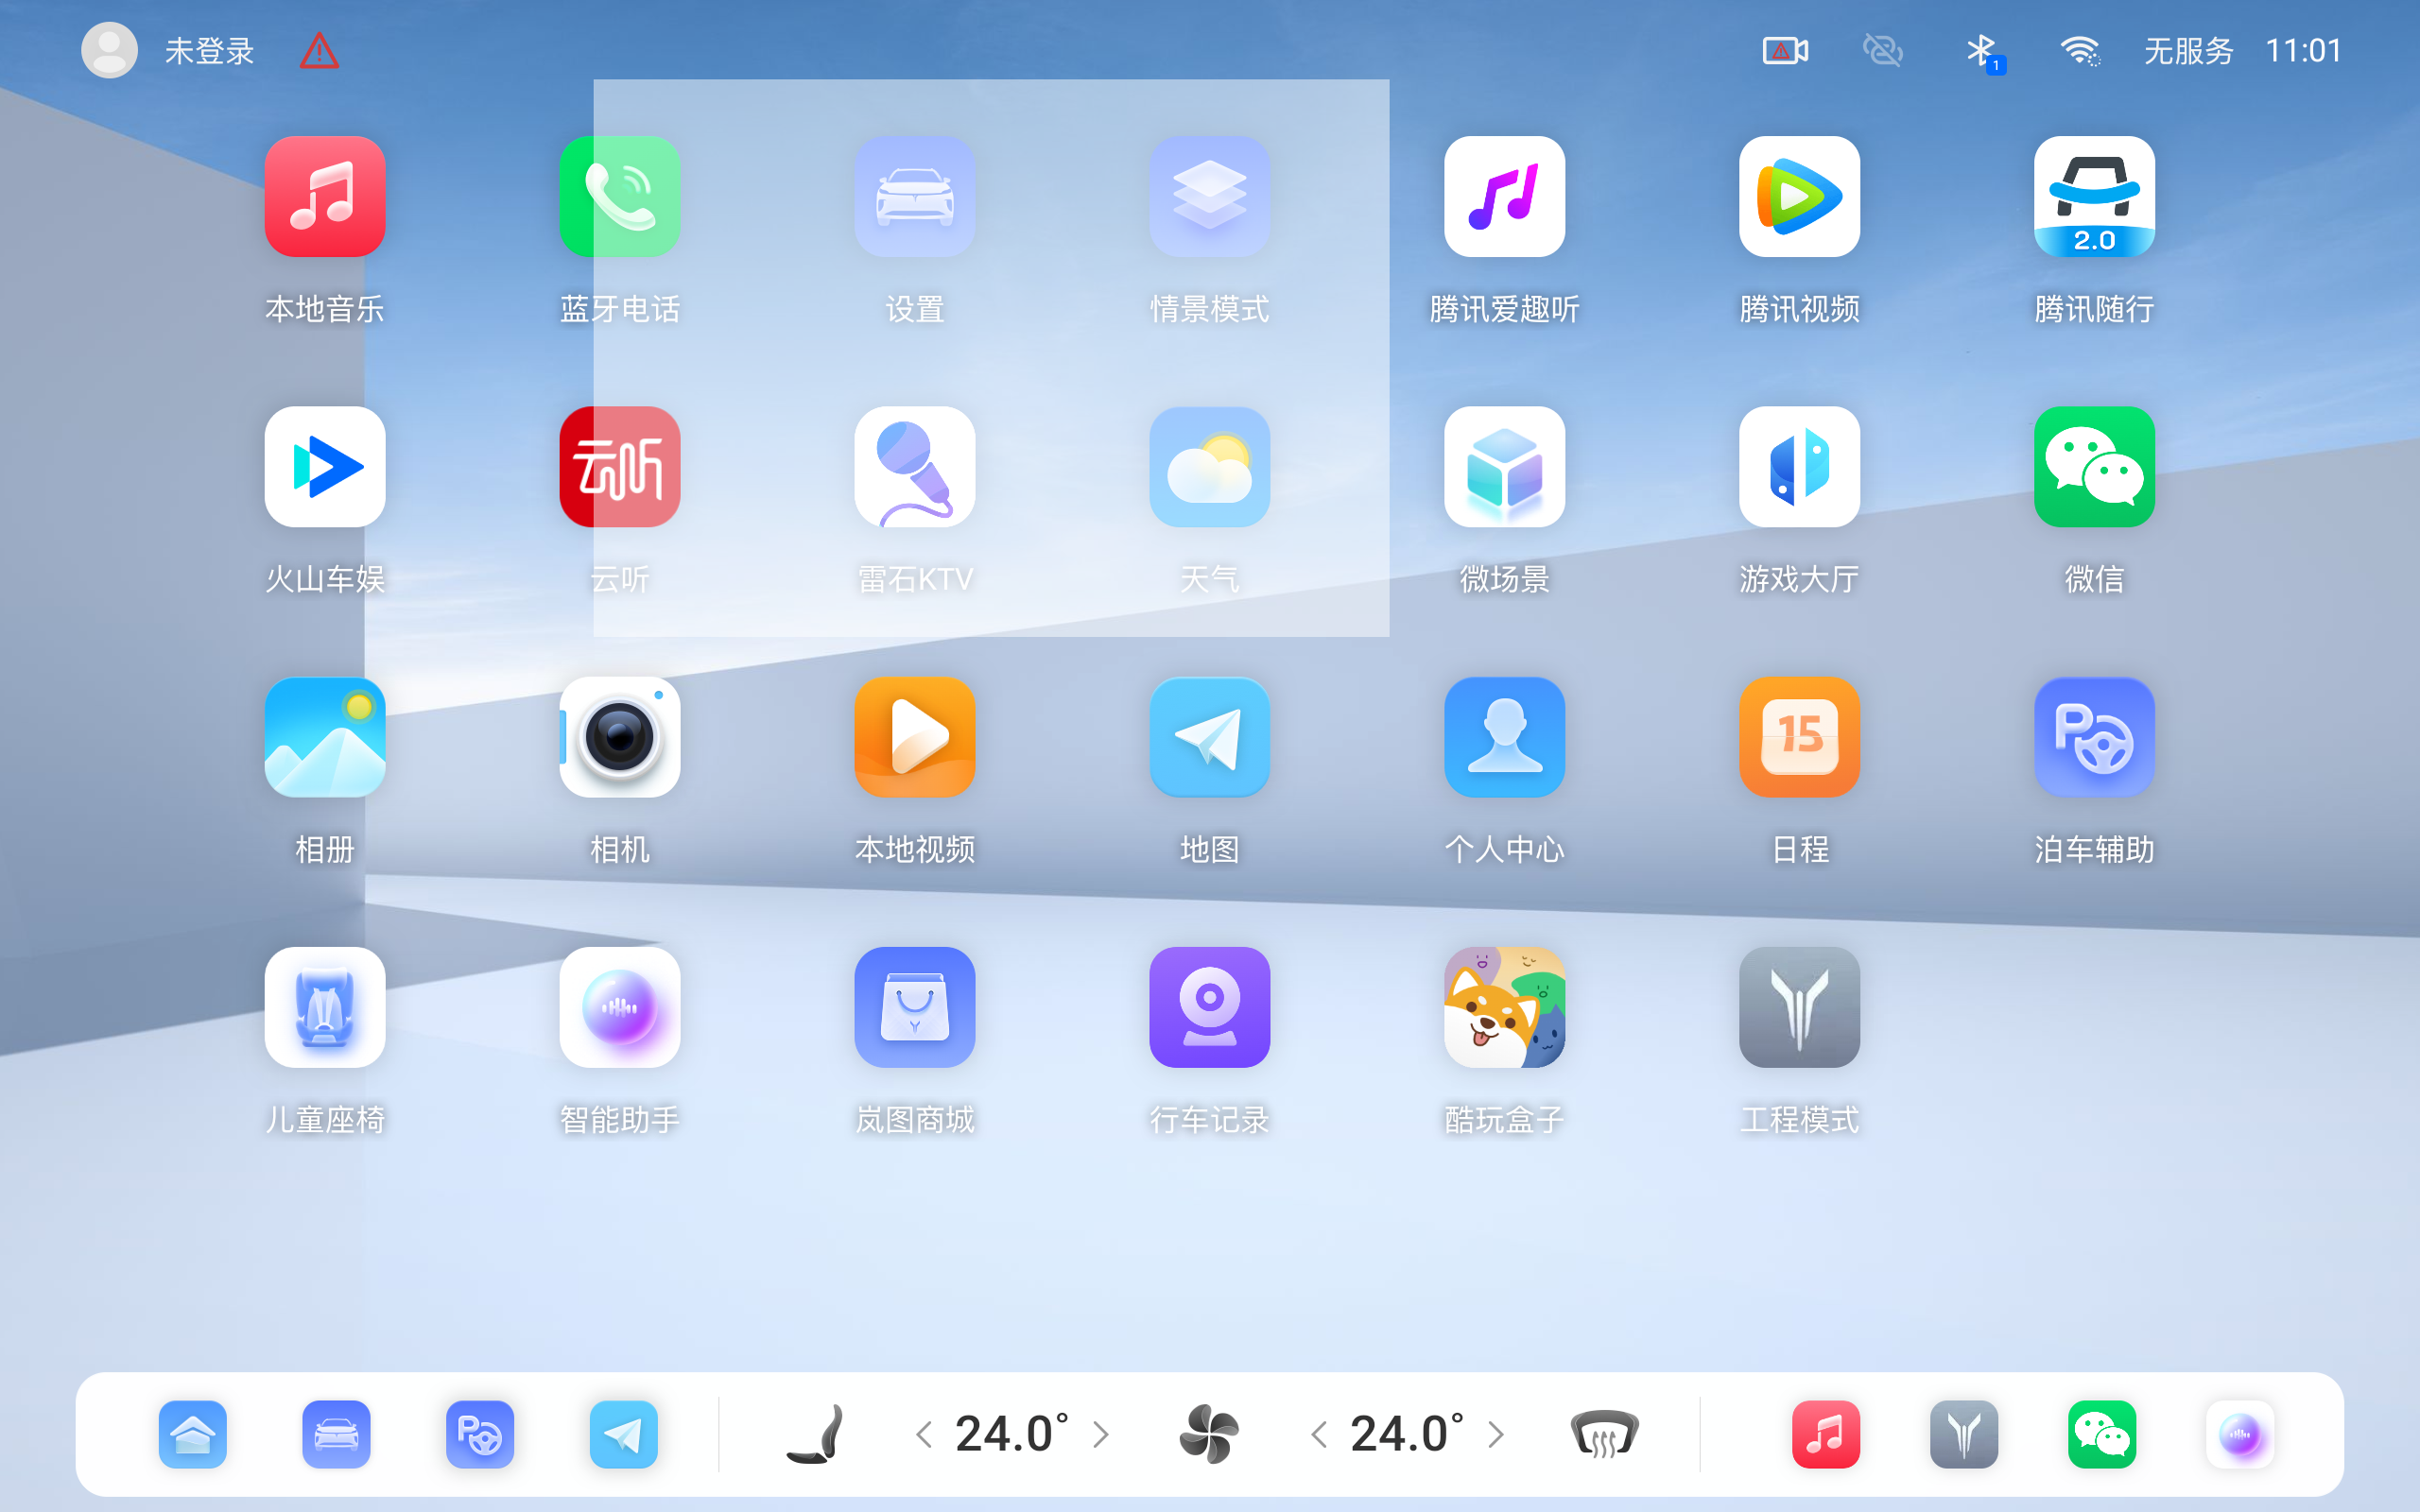 未登录
1
无服务 11:01
本地音乐 蓝牙电话 设置 情景模式 腾讯爱趣听 腾讯视频 2.0 腾讯随行
云听
火山车娱 云听 雷石KTV 天气 微场景 游戏大厅 微信
15
P
相册 相机 本地视频 地图 个人中心 日程 泊车辅助
儿童座椅 智能助手 岚图商城 行车记录 酷玩盒子 工程模式
P 24.0° 24.0°